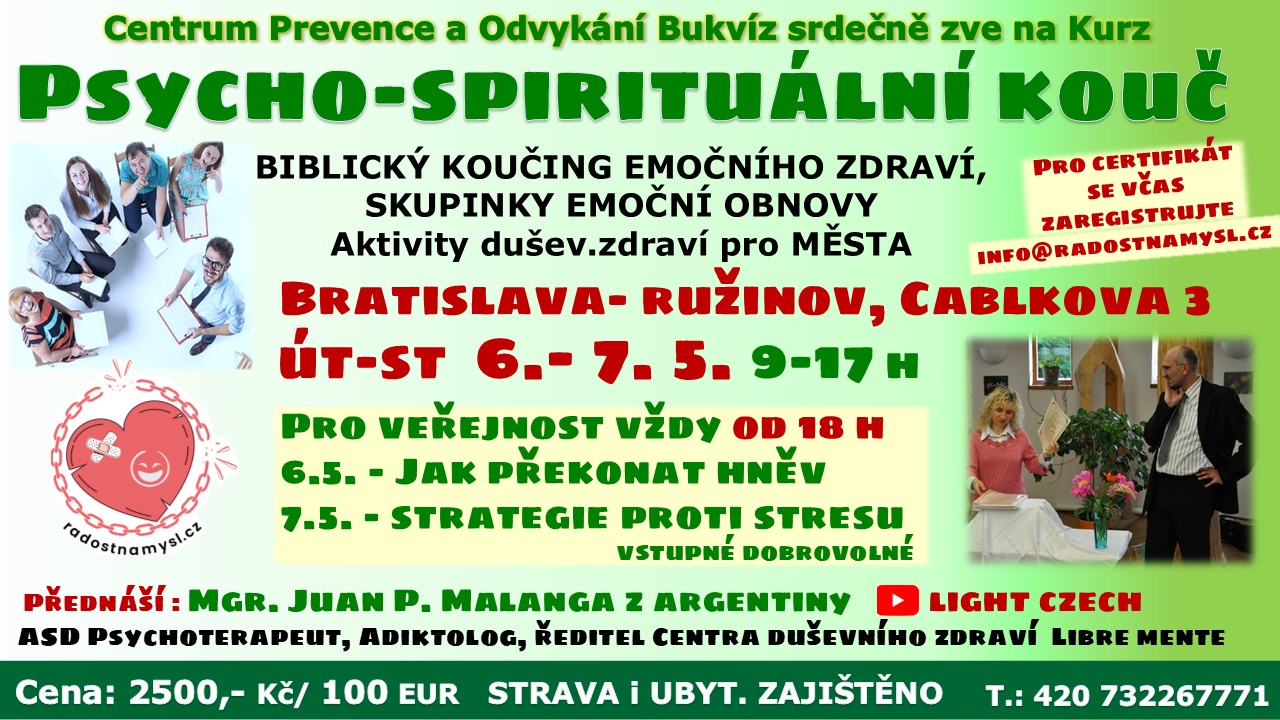 Centrum Prevence a Odvykání Bukvíz srdečně zve na Kurz
Psycho-spirituální kouč
BIBLICKÝ KOUČING EMOČNÍHO ZDRAVÍ,
SKUPINKY EMOČNÍ OBNOVY
Aktivity dušev.zdraví pro MĚSTA
Pro certifikát
se včas
zaregistrujte
info@radostnamysl.cz
Bratislava- ružinov, Cablkova 3
út-st 6.- 7. 5. 9-17 h
Pro veřejnost vždy od 18 h
6.5. - Jak překonat hněv
7.5. - strategie proti stresu
vstupné dobrovolné
radostnamysl.cz
Přednáší : Mgr. Juan P. Malanga z argentiny light czech
ASD Psychoterapeut, Adiktolog, ředitel Centra duševního zdraví Libre mente
Cena: 2500,- Kč/ 100 EUR STRAVA i UBYT. ZAJIŠTĚNO T.: 420 732267771